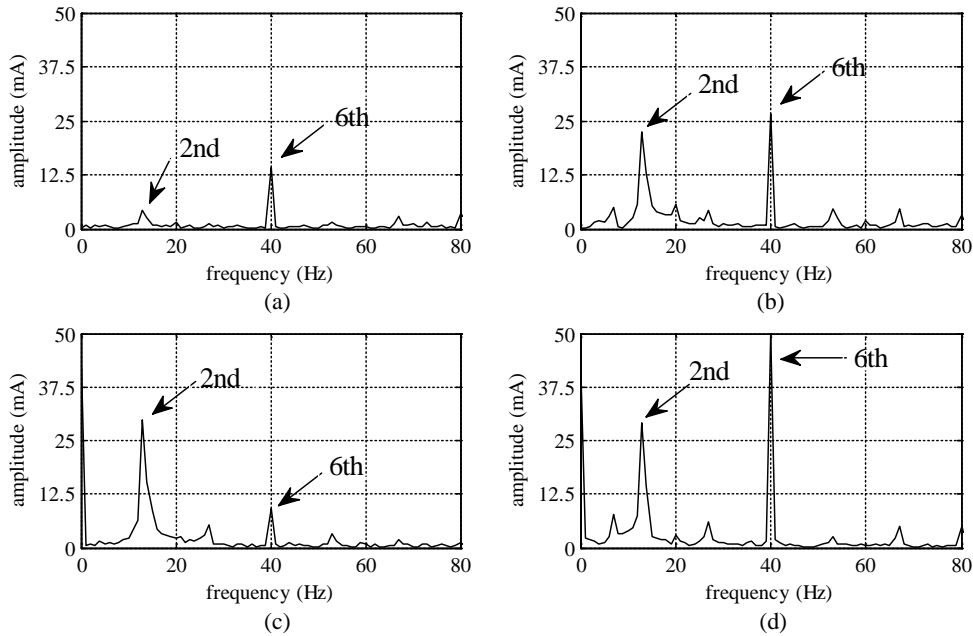 50
37.5
25
12.5
0
amplitude (mA)
2nd
6th
0 20 40 60 80
frequency (Hz)
(a)
50
37.5
25
12.5
0
amplitude (mA)
2nd
6th
0 20 40 60 80
frequency (Hz)
(b)
50
37.5
25
12.5
0
amplitude (mA)
2nd
6th
0 20 40 60 80
frequency (Hz)
(c)
50
37.5
25
12.5
0
amplitude (mA)
2nd
6th
0 20 40 60 80
frequency (Hz)
(d)